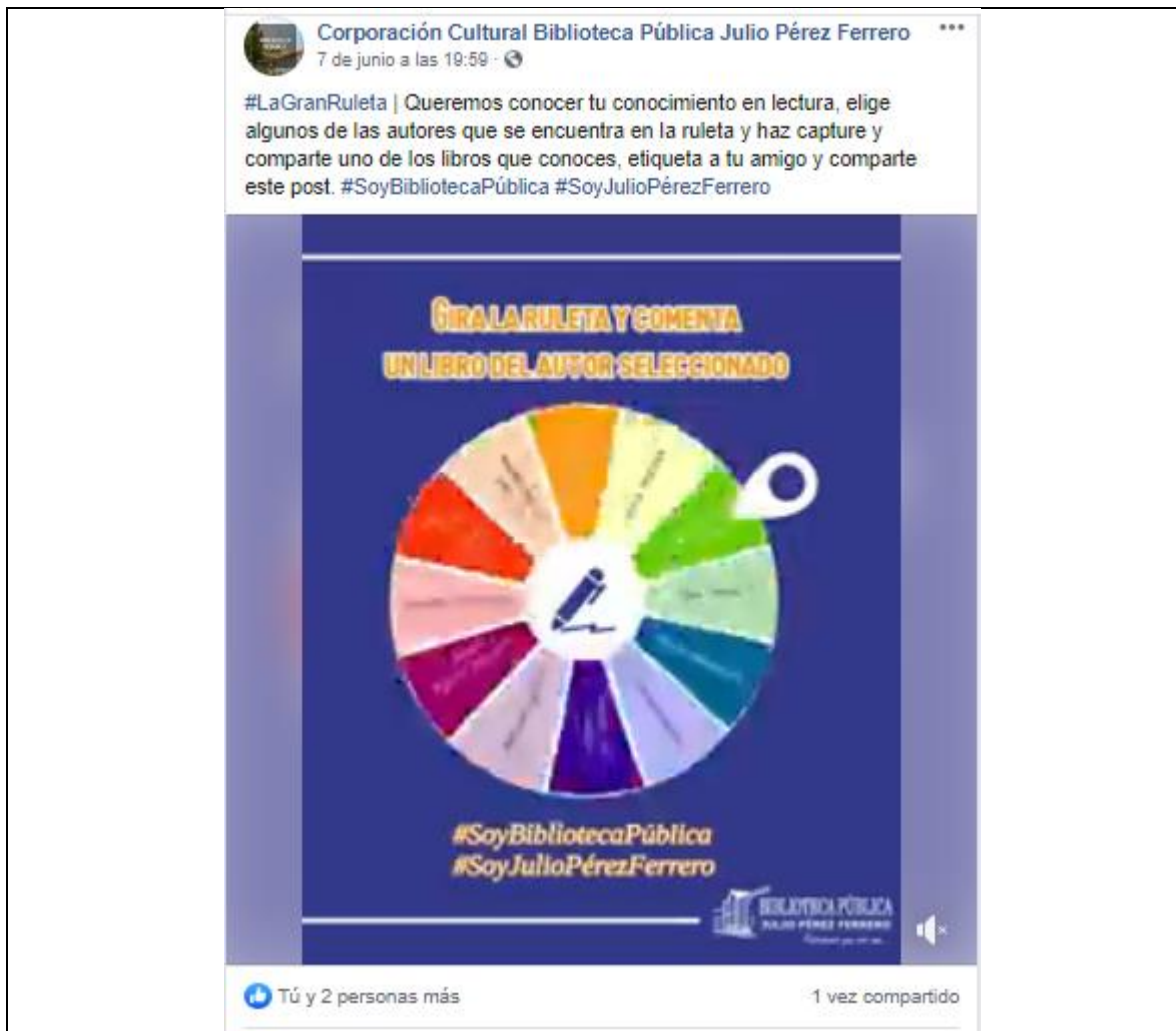 Corporación Cultural Biblioteca Pública Julio Pérez Ferrero
7 de junio a las 19:59 ·
#LaGranRuleta | Queremos conocer tu conocimiento en lectura, elige
algunos de las autores que se encuentra en la ruleta y haz capture y
comparte uno de los libros que conoces, etiqueta a tu amigo y comparte
este post. #SoyBibliotecaPública #SoyJulioPérezFerrero
GIRA LA RULETA Y COMENTA
UN LIBRO DEL AUTOR SELECCIONADO
#SoyBibliotecaPública
#SoyJulioPérezFerrero
BIBLIOTECA PÚBLICA
JULIO PÉREZ FERRERO
Tú y 2 personas más
1 vez compartido